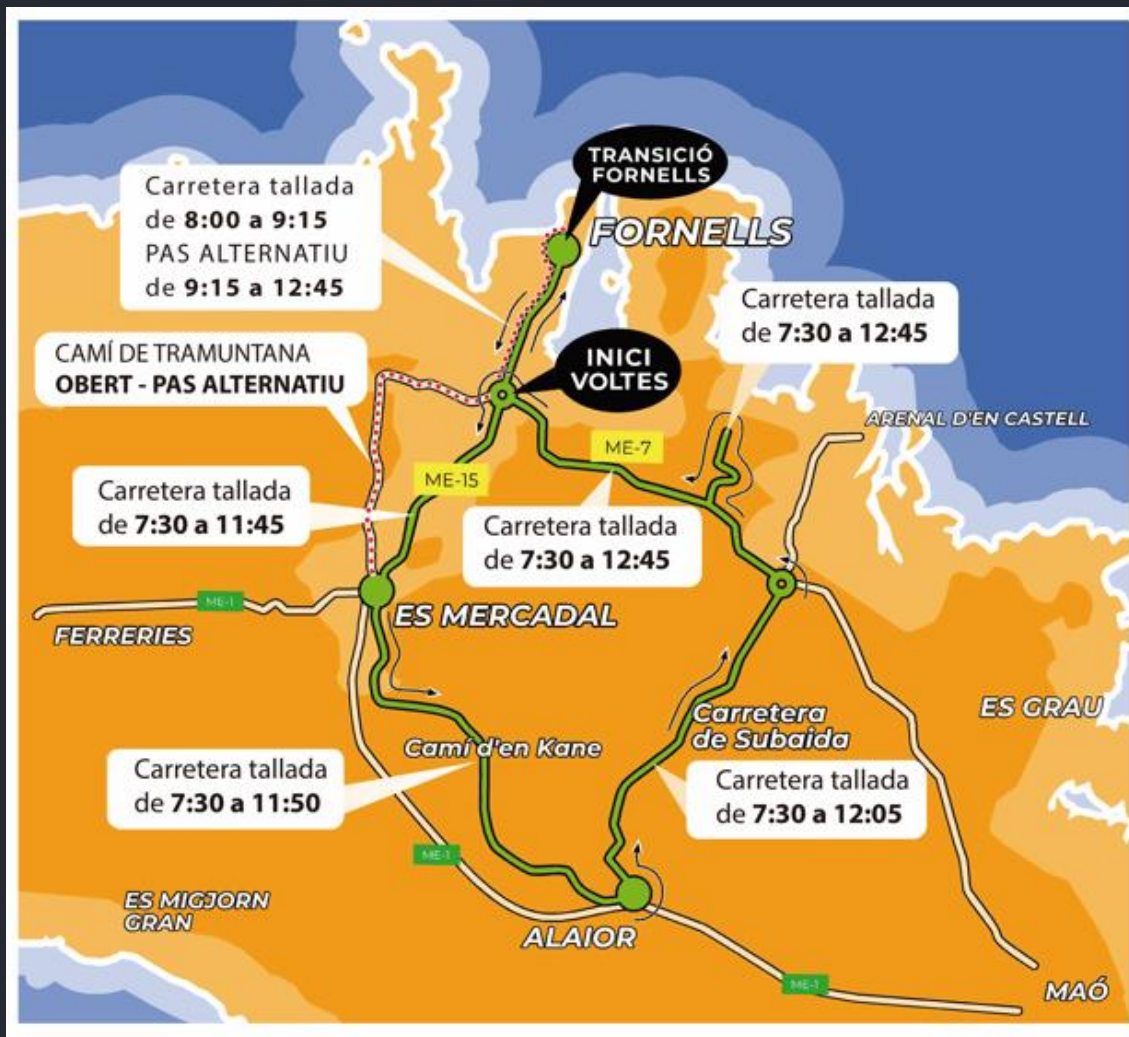 TRANSICIÓ
FORNELLS
Carretera tallada
de 8:00 a 9:15
PAS ALTERNATIU
de 9:15 a 12:45
FORNELLS
Carretera tallada
de 7:30 a 12:45
CAMÍ DE TRAMUNTANA
OBERT - PAS ALTERNATIU
INICI
VOLTES
ARENAL D'EN CASTELL
ME-7
ME-15
Carretera tallada
de 7:30 a 11:45
Carretera tallada
de 7:30 a 12:45
ME-1
FERRERIES
ES MERCADAL
ES GRAU
Carretera
de Subaida
Camí d'en Kane
Carretera tallada
de 7:30 a 11:50
Carretera tallada
de 7:30 a 12:05
ME-1
ES MIGJORN
GRAN
ALAIOR
ME-1
MAÓ